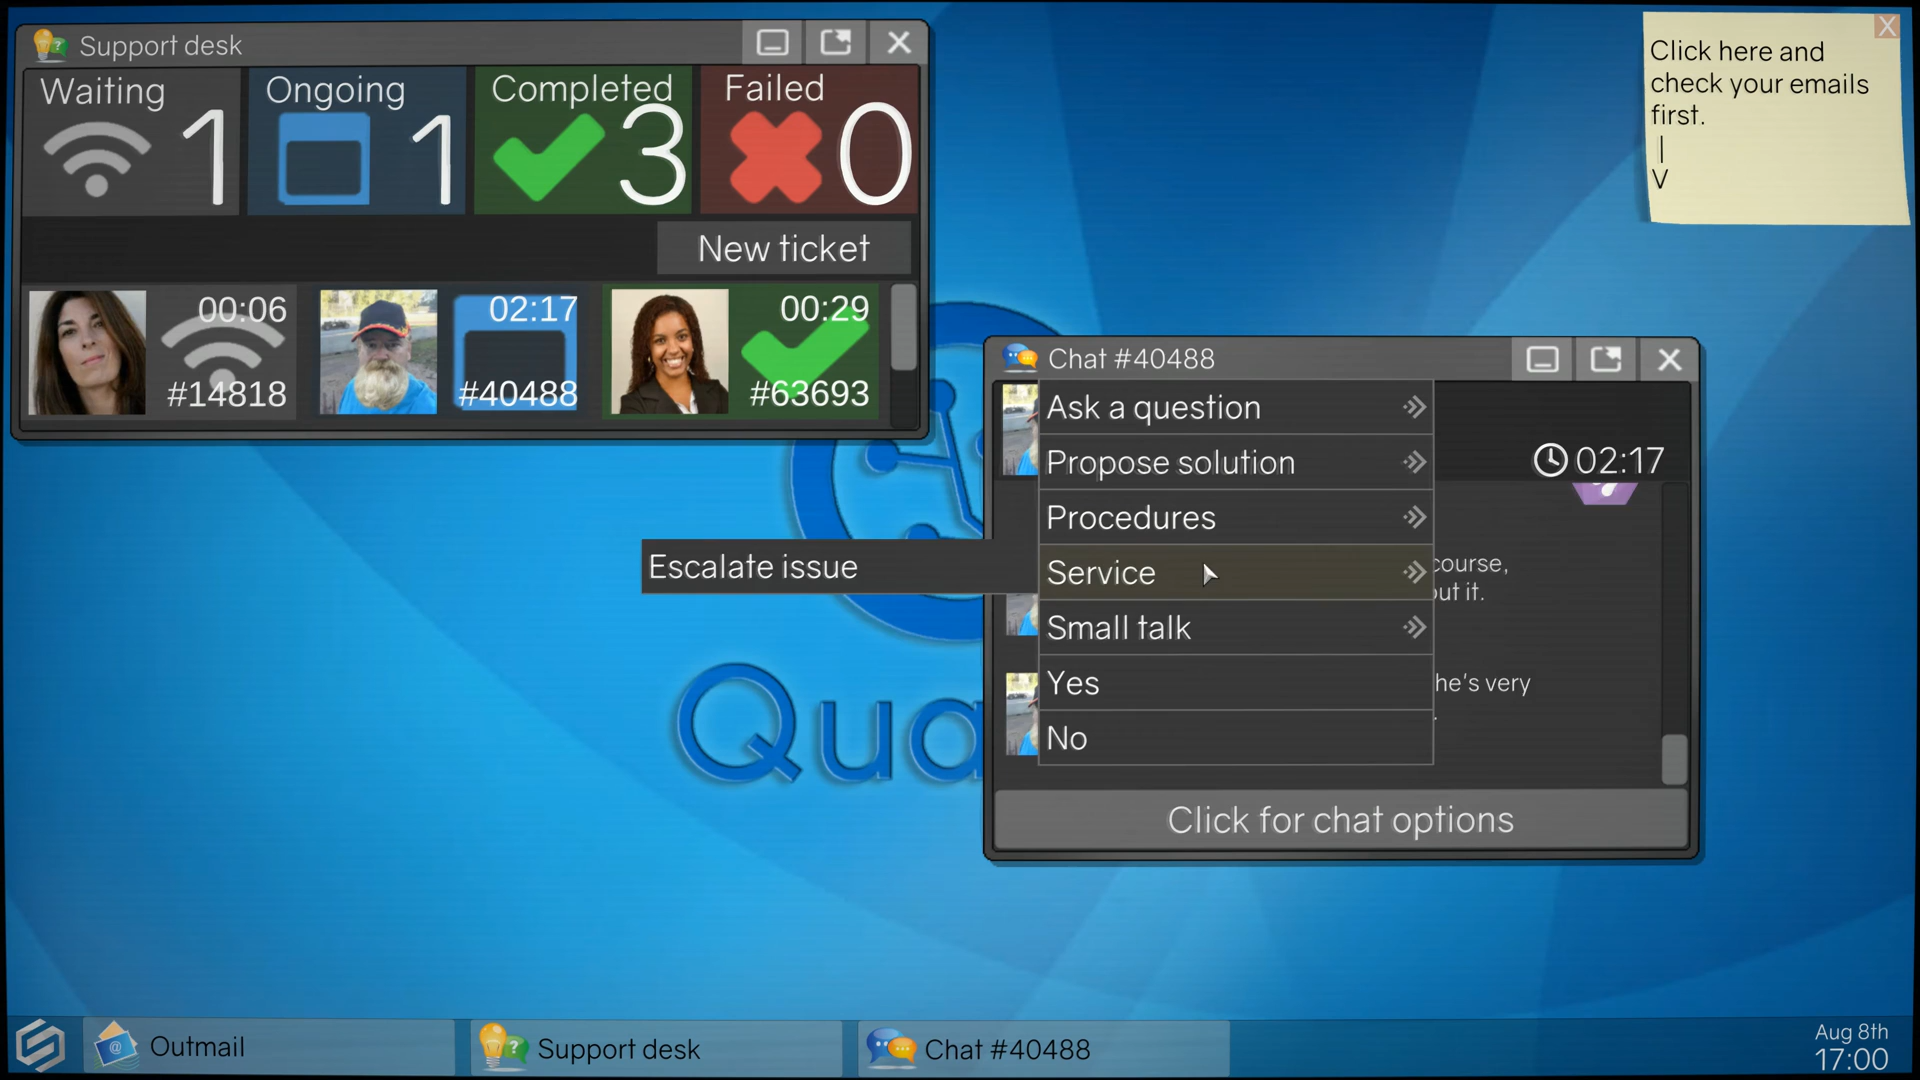 Support desk
Waiting
1
Ongoing
1
Completed
3
Failed
0
New ticket
00:06
#14818
02:17
#40488
00:29
#63693
Click here and
check your emails
first.
|
V
Chat #40488
02:17
Ask a question
Propose solution
Procedures
Service
Small talk
Yes
No
Escalate issue
course,
out it.
he's very
Click for chat options
Qua
Outmail
Support desk
Chat #40488
Aug 8th
17:00